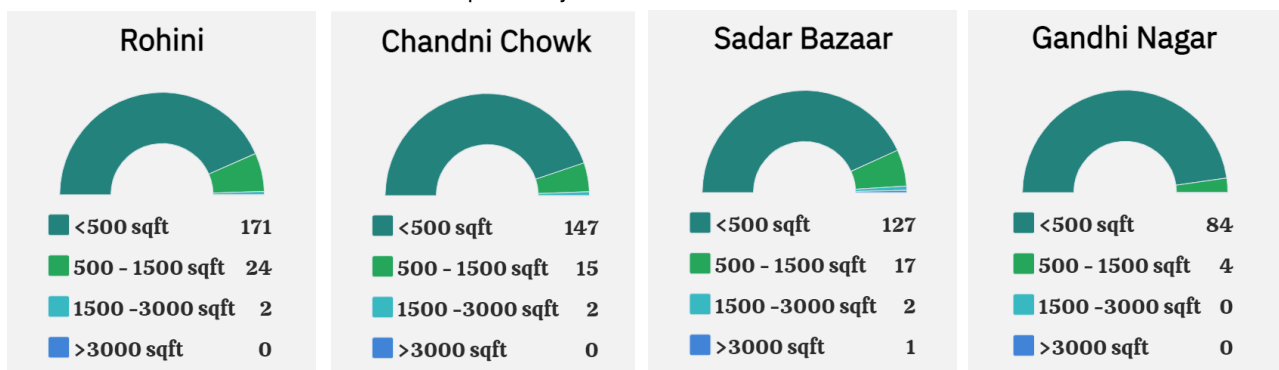 Rohini
<500 sqft 171
500 - 1500 sqft 24
1500 -3000 sqft 2
>3000 sqft 0
Chandni Chowk
<500 sqft 147
500 - 1500 sqft 15
1500 -3000 sqft 2
>3000 sqft 0
Sadar Bazaar
<500 sqft 127
500 - 1500 sqft 17
1500 -3000 sqft 2
>3000 sqft 1
Gandhi Nagar
<500 sqft 84
500 - 1500 sqft 4
1500 -3000 sqft 0
>3000 sqft 0